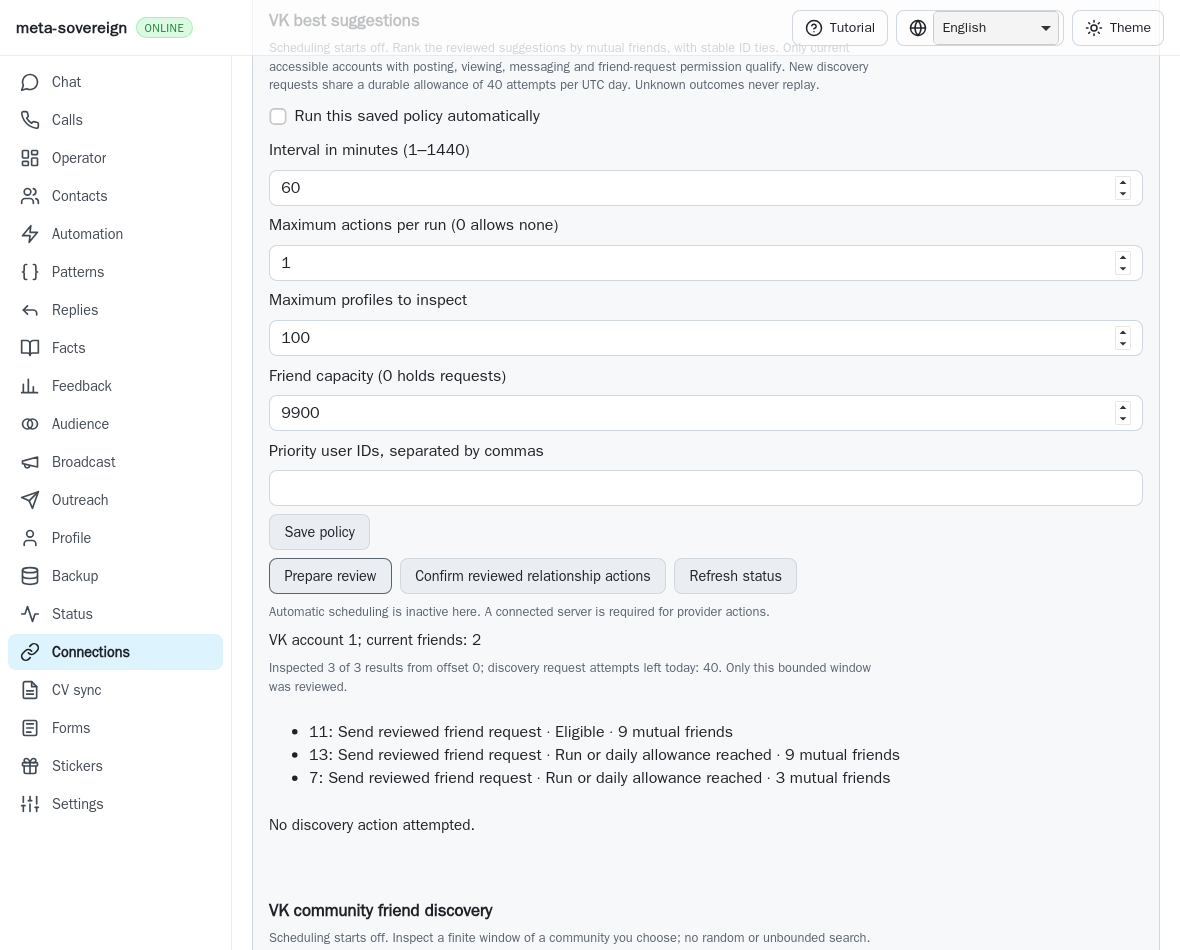 meta-sovereign
ONLINE
Tutorial
English
Theme
Chat
Calls
Operator
Contacts
Automation
Patterns
Replies
Facts
Feedback
Audience
Broadcast
Outreach
Profile
Backup
Status
Connections
CV sync
Forms
Stickers
Settings
VK best suggestions
Scheduling starts off. Rank the reviewed suggestions by mutual friends, with stable ID ties. Only current
accessible accounts with posting, viewing, messaging and friend-request permission qualify. New discovery
requests share a durable allowance of 40 attempts per UTC day. Unknown outcomes never replay.
Run this saved policy automatically
Interval in minutes (1–1440)
60
Maximum actions per run (0 allows none)
1
Maximum profiles to inspect
100
Friend capacity (0 holds requests)
9900
Priority user IDs, separated by commas
Save policy
Prepare review
Confirm reviewed relationship actions
Refresh status
Automatic scheduling is inactive here. A connected server is required for provider actions.
VK account 1; current friends: 2
Inspected 3 of 3 results from offset 0; discovery request attempts left today: 40. Only this bounded window
was reviewed.
• 11: Send reviewed friend request · Eligible · 9 mutual friends
• 13: Send reviewed friend request · Run or daily allowance reached · 9 mutual friends
• 7: Send reviewed friend request · Run or daily allowance reached · 3 mutual friends
No discovery action attempted.
VK community friend discovery
Scheduling starts off. Inspect a finite window of a community you choose; no random or unbounded search.